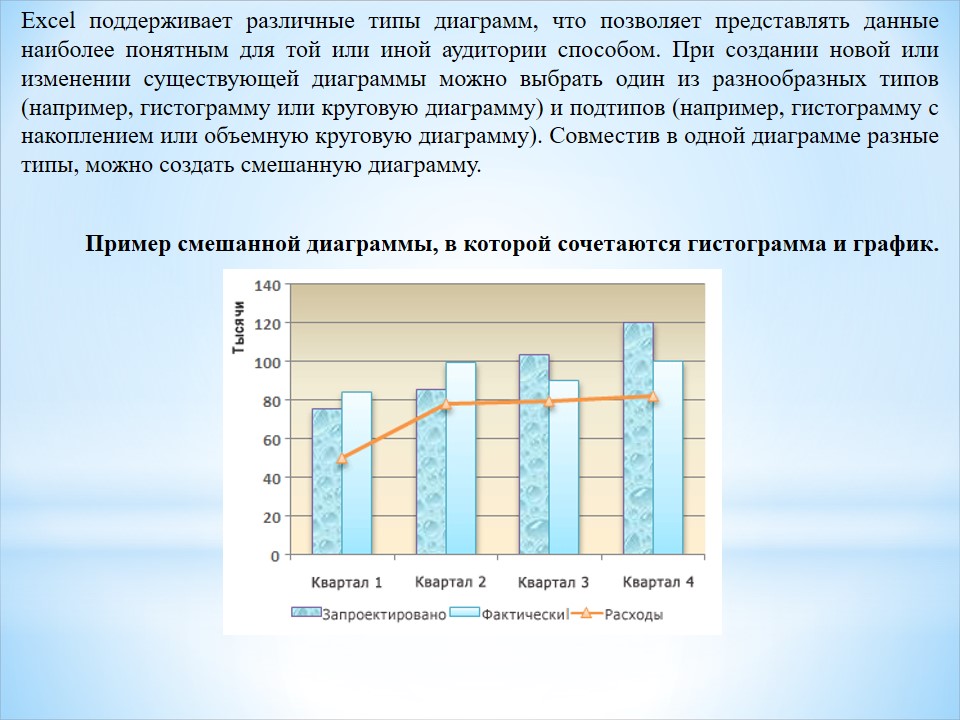 Excel поддерживает различные типы диаграмм, что позволяет представлять данные
наиболее понятным для той или иной аудитории способом. При создании новой или
изменении существующей диаграммы можно выбрать один из разнообразных типов
(например, гистограмму или круговую диаграмму) и подтипов (например, гистограмму с
накоплением или объемную круговую диаграмму). Совместив в одной диаграмме разные
типы, можно создать смешанную диаграмму.
Пример смешанной диаграммы, в которой сочетаются гистограмма и график.
Тысячи
140
120
100
80
60
40
20
0
Квартал 1 Квартал 2 Квартал 3 Квартал 4
Запроектировано Фактически Расходы